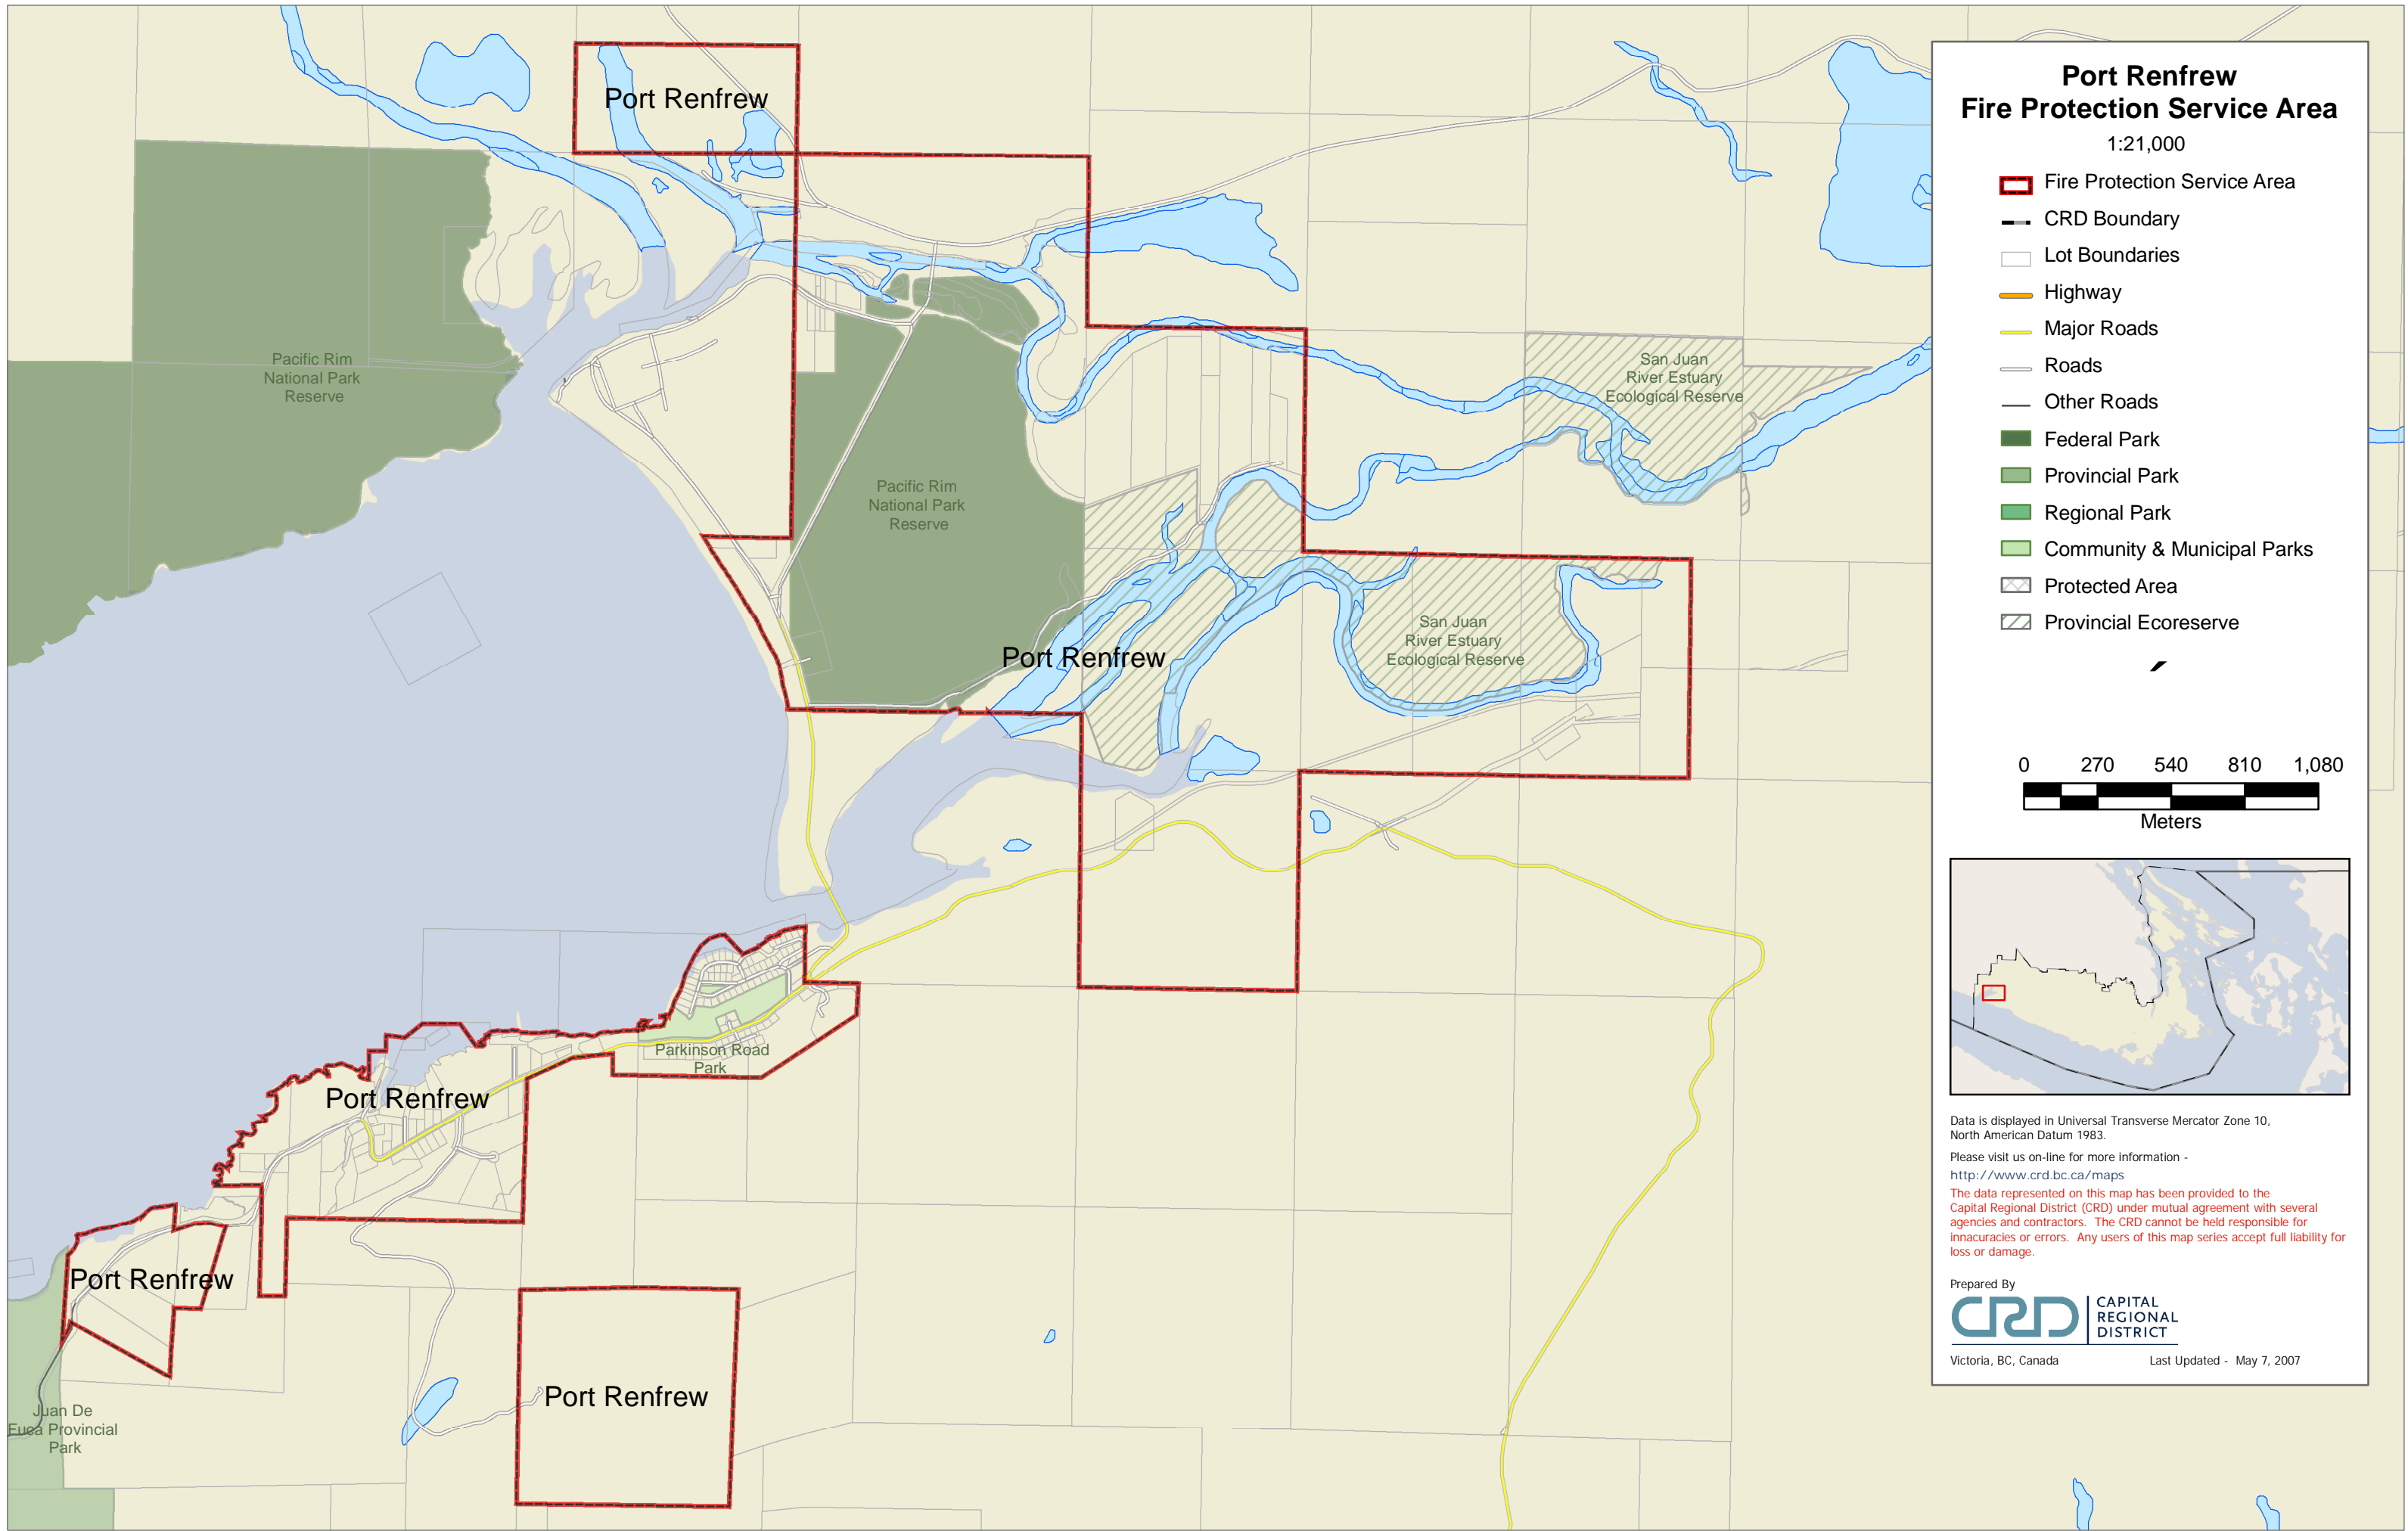 Port Renfrew
Pacific Rim
National Park
Reserve
Pacific Rim
National Park
Reserve
San Juan
River Estuary
Ecological Reserve
San Juan
River Estuary
Ecological Reserve
Port Renfrew
Parkinson Road
Park
Port Renfrew
Port Renfrew
Port Renfrew
Juan De
Fuca Provincial
Park
Port Renfrew
Fire Protection Service Area
1:21,000
Fire Protection Service Area
CRD Boundary
Lot Boundaries
Highway
Major Roads
Roads
Other Roads
Federal Park
Provincial Park
Regional Park
Community & Municipal Parks
Protected Area
Provincial Ecoreserve
0 270 540 810 1,080
Meters
Data is displayed in Universal Transverse Mercator Zone 10,
North American Datum 1983.
Please visit us on-line for more information -
http://www.crd.bc.ca/maps
The data represented on this map has been provided to the
Capital Regional District (CRD) under mutual agreement with several
agencies and contractors. The CRD cannot be held responsible for
innacuracies or errors. Any users of this map series accept full liability for
loss or damage.
Prepared By
CRD
CAPITAL
REGIONAL
DISTRICT
Victoria, BC, Canada Last Updated - May 7, 2007